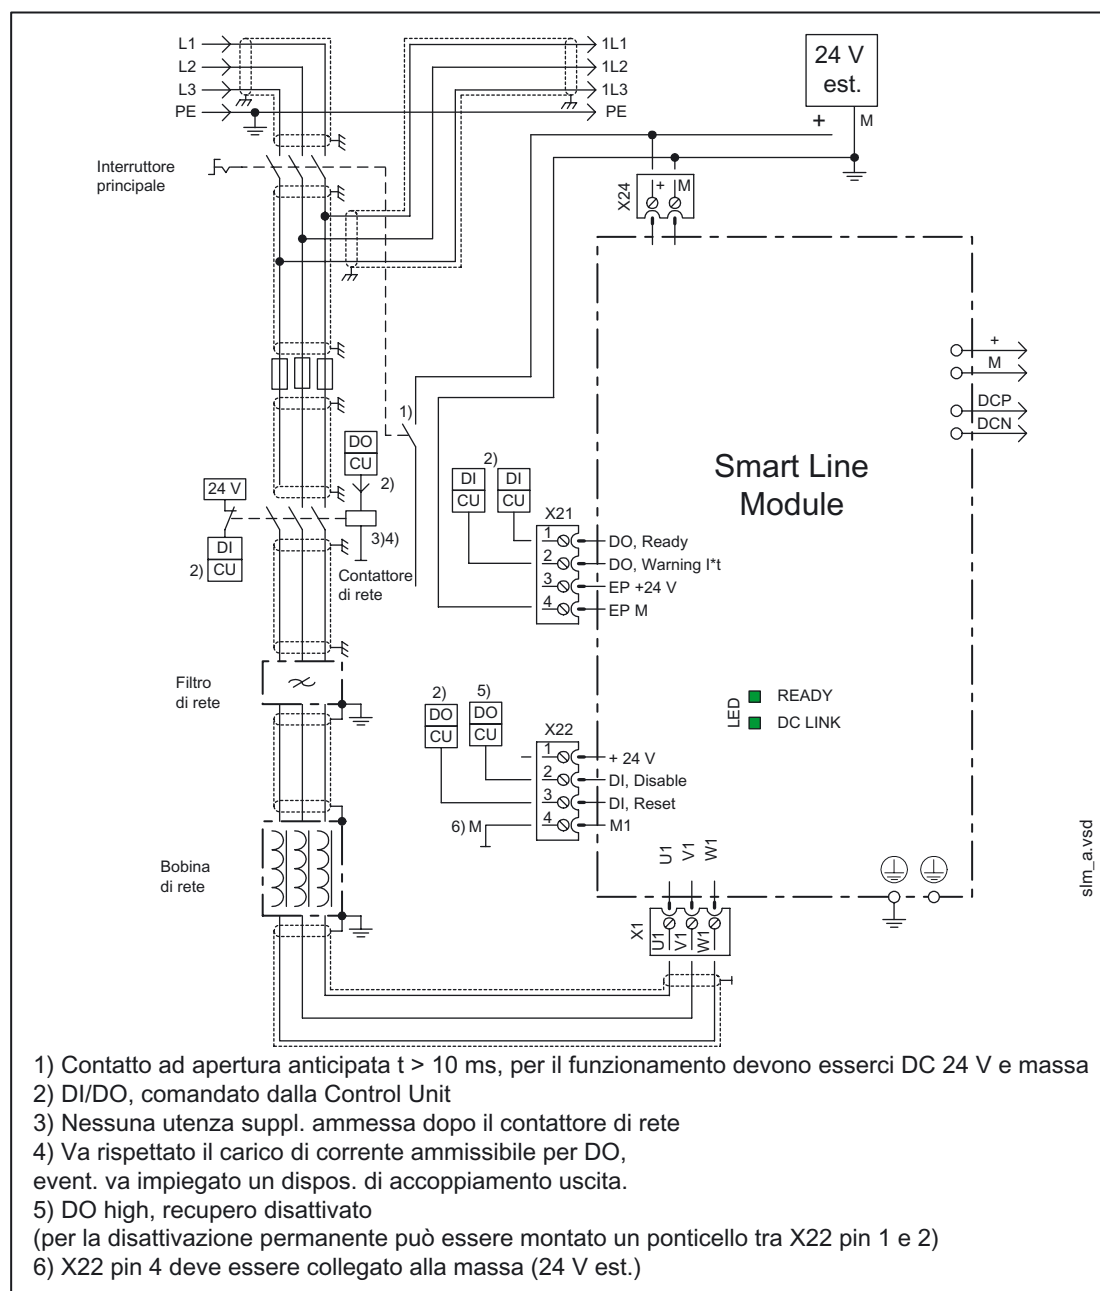 L1
L2
L3
PE
1L1
1L2
1L3
PE
24 V
est.
+
M
Interruttore
principale
X24
+
M
+
M
DCP
DCN
1)
DO
CU
2)
24 V
DI
CU
2)
3)4)
Contattore
di rete
2)
DI
CU
DI
CU
X21
1
2
3
4
DO, Ready
DO, Warning I*t
EP +24 V
EP M
Smart Line
Module
Filtro
di rete
LED
READY
DC LINK
2)
DO
CU
5)
DO
CU
X22
1
2
3
4
+ 24 V
DI, Disable
DI, Reset
M1
6) M
Bobina
di rete
U1
V1
W1
X1
U1
V1
W1
slm_a.vsd
1) Contatto ad apertura anticipata t > 10 ms, per il funzionamento devono esserci DC 24 V e massa
2) DI/DO, comandato dalla Control Unit
3) Nessuna utenza suppl. ammessa dopo il contattore di rete
4) Va rispettato il carico di corrente ammissibile per DO,
event. va impiegato un dispos. di accoppiamento uscita.
5) DO high, recupero disattivato
(per la disattivazione permanente può essere montato un ponticello tra X22 pin 1 e 2)
6) X22 pin 4 deve essere collegato alla massa (24 V est.)